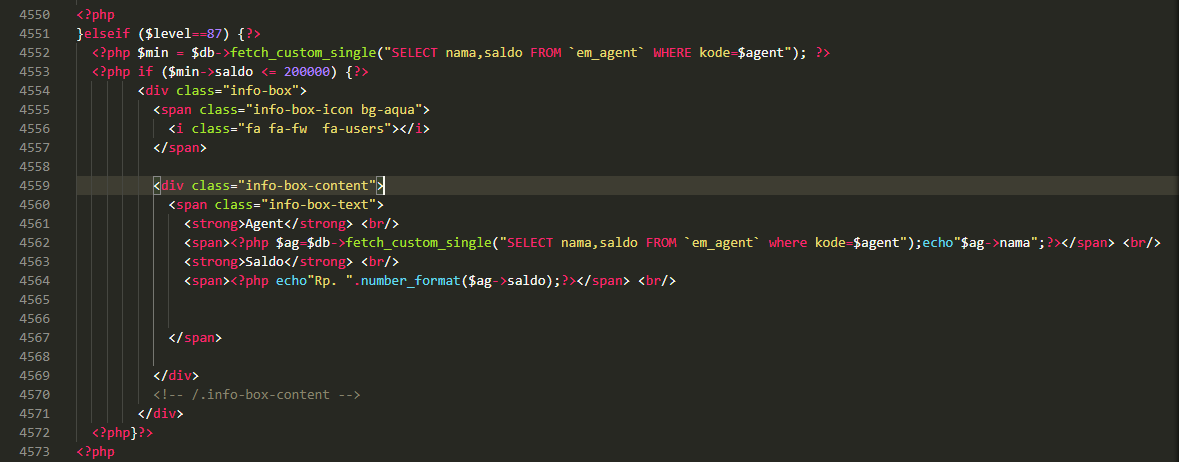 4550 <?php
4551 }elseif ($level==87) {?>
4552 <?php $min = $db->fetch_custom_single("SELECT nama,saldo FROM `em_agent` WHERE kode=$agent"); ?>
4553 <?php if ($min->saldo <= 200000) {?>
4554 <div class="info-box">
4555 <span class="info-box-icon bg-aqua">
4556 <i class="fa fa-fw  fa-users"></i>
4557 </span>
4558
4559 <div class="info-box-content">
4560 <span class="info-box-text">
4561 <strong>Agent</strong> <br/>
4562 <span><?php $ag=$db->fetch_custom_single("SELECT nama,saldo FROM `em_agent` where kode=$agent");echo"$ag->nama";?></span> <br/>
4563 <strong>Saldo</strong> <br/>
4564 <span><?php echo"Rp. ".number_format($ag->saldo);?></span> <br/>
4565
4566
4567 </span>
4568
4569 </div>
4570 <!-- /.info-box-content -->
4571 </div>
4572 <?php}?>
4573 <?php